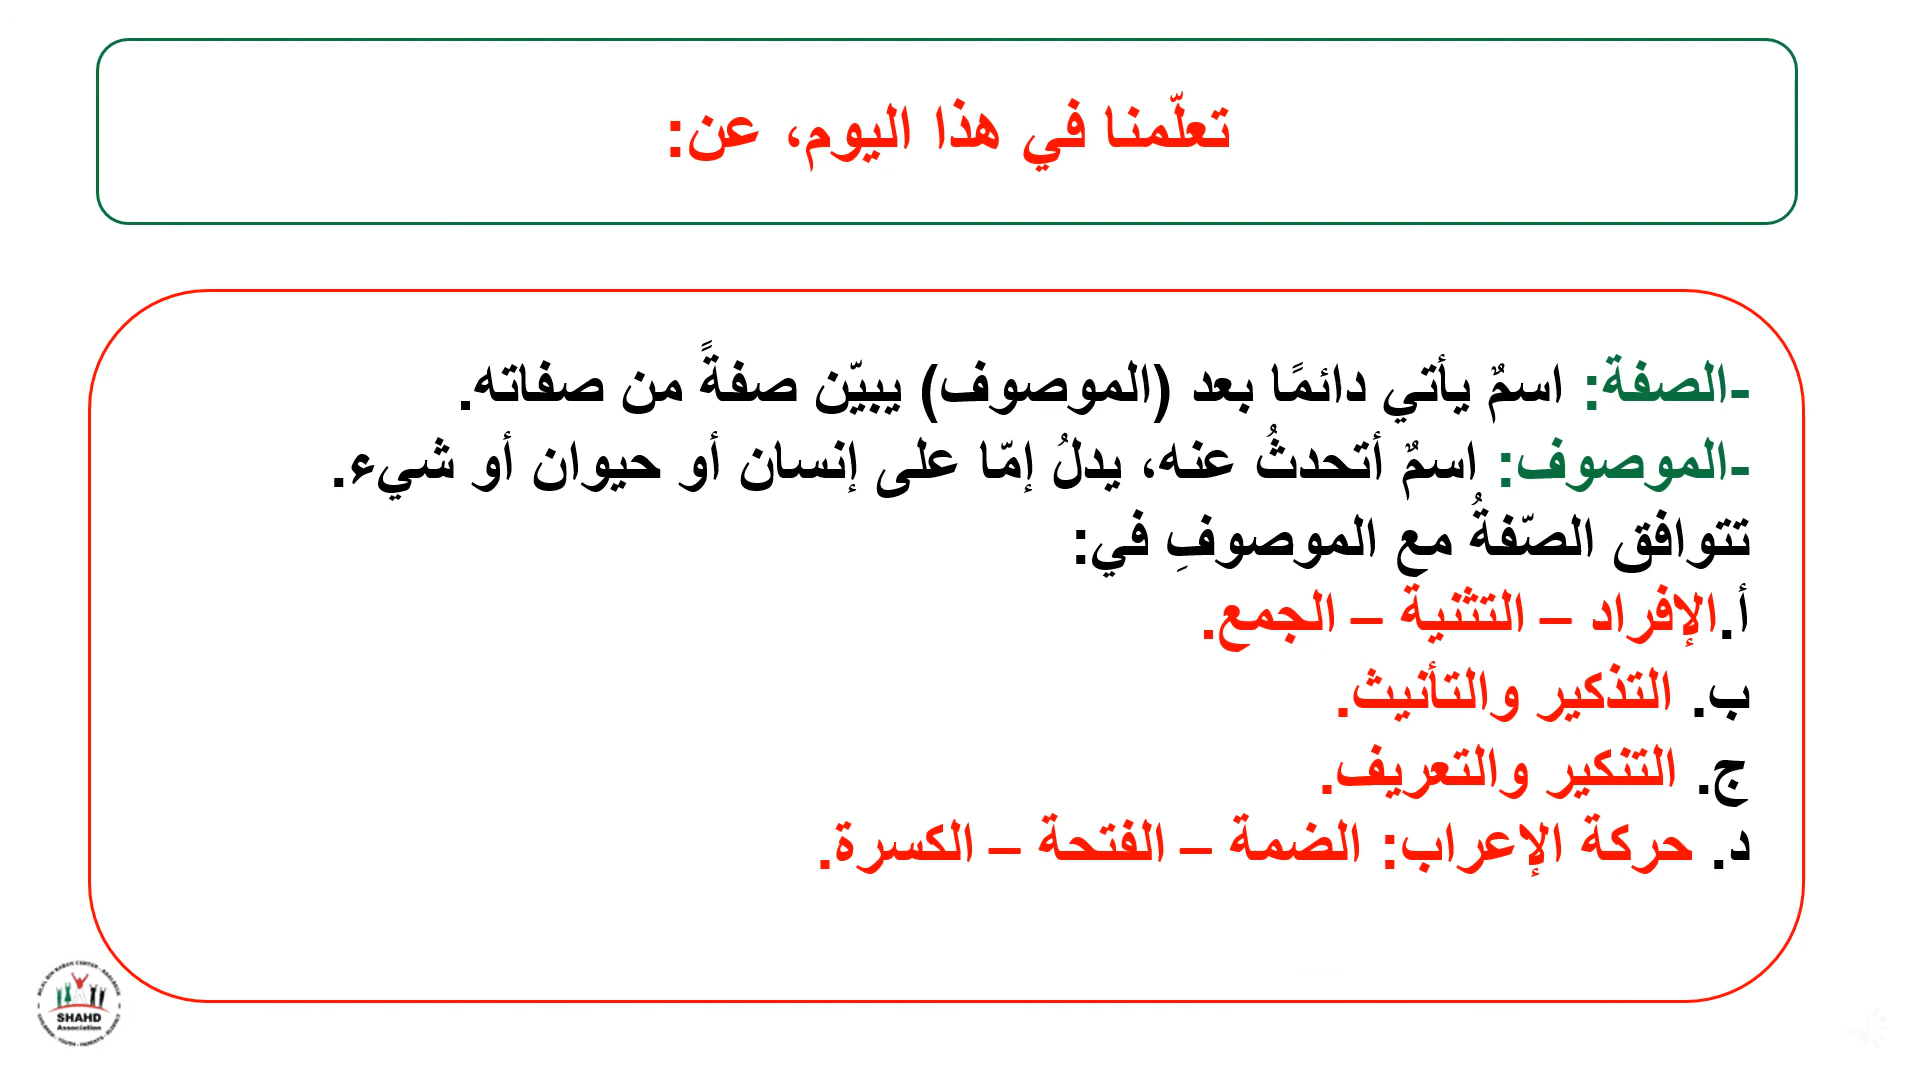 تعلّمنا في هذا اليوم، عن:
-الصفة: اسمٌ يأتي دائمًا بعد (الموصوف) يبيّن صفةً من صفاته.
-الموصوف: اسمٌ أتحدثُ عنه، يدلُ إمّا على إنسان أو حيوان أو شيء.
تتوافق الصّفةُ مع الموصوفِ في:
أ.الإفراد – التثنية – الجمع.
ب. التذكير والتأنيث.
ج. التنكير والتعريف.
د. حركة الإعراب: الضمة – الفتحة – الكسرة.
SHAHD
Association